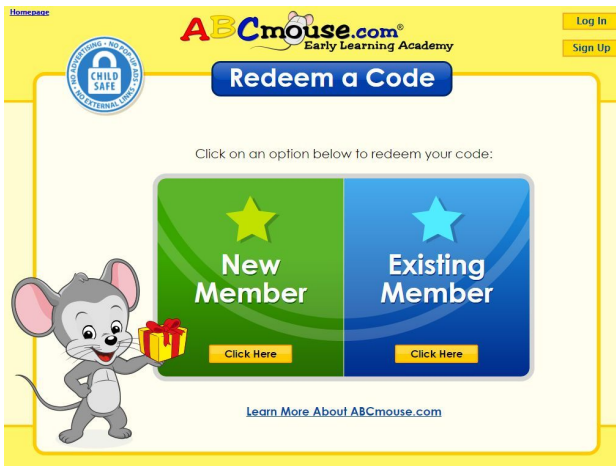 Homepage
ABCmouse.com®
Early Learning Academy
Log In
Sign Up
NO ADVERTISING • NO POP UP ADS • NO EXTERNAL LINKS •
CHILD
SAFE
Redeem a Code
Click on an option below to redeem your code:
New
Member
Click Here
Existing
Member
Click Here
Learn More About ABCmouse.com